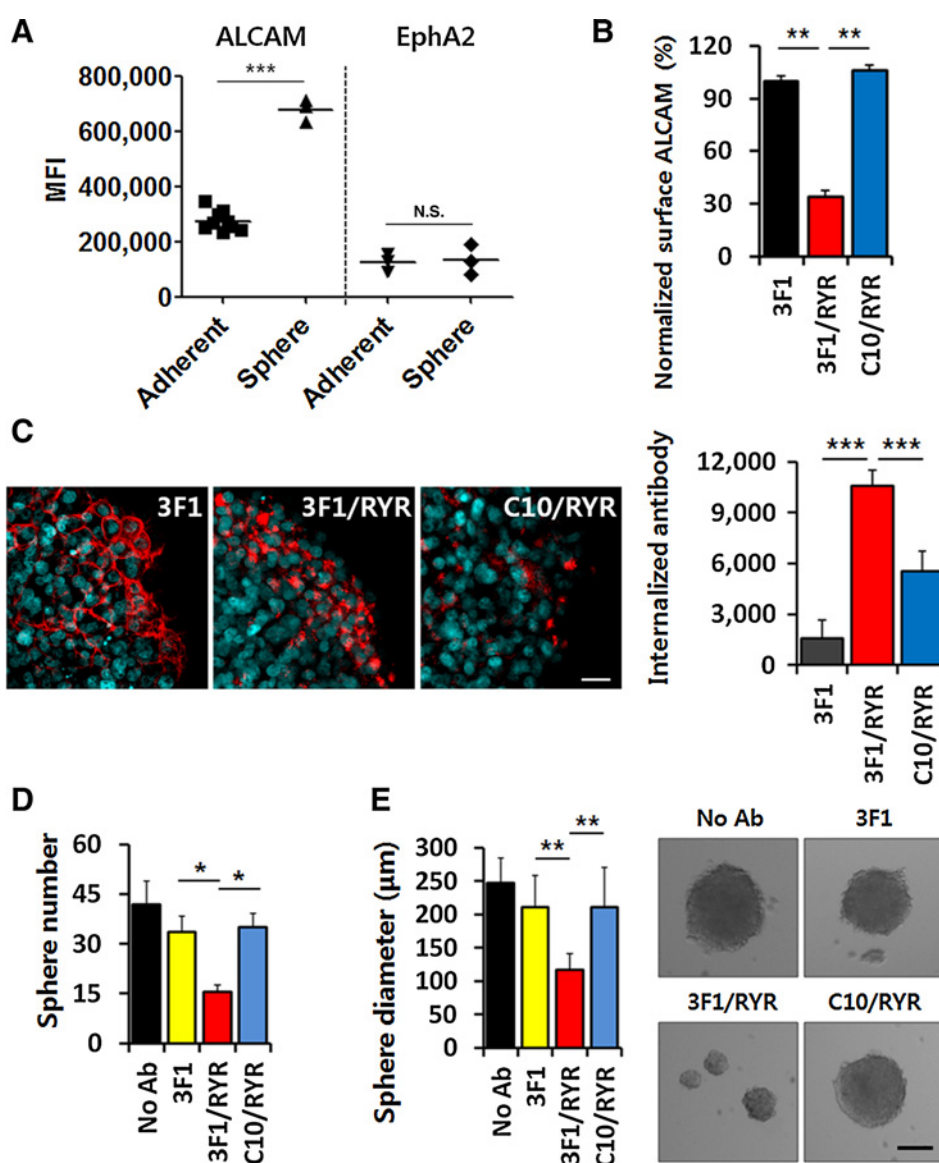 A
ALCAM
EphA2
***
N.S.
MFI
800,000
600,000
400,000
200,000
0
Adherent
Sphere
Adherent
Sphere
B
** **
Normalized surface ALCAM (%)
120
90
60
30
0
3F1
3F1/RYR
C10/RYR
C
3F1
3F1/RYR
C10/RYR
*** ***
Internalized antibody
12,000
9,000
6,000
3,000
0
3F1
3F1/RYR
C10/RYR
D
* *
Sphere number
60
45
30
15
0
No Ab
3F1
3F1/RYR
C10/RYR
E
** **
Sphere diameter (μm)
300
250
200
150
100
50
0
No Ab
3F1
3F1/RYR
C10/RYR
No Ab
3F1
3F1/RYR
C10/RYR